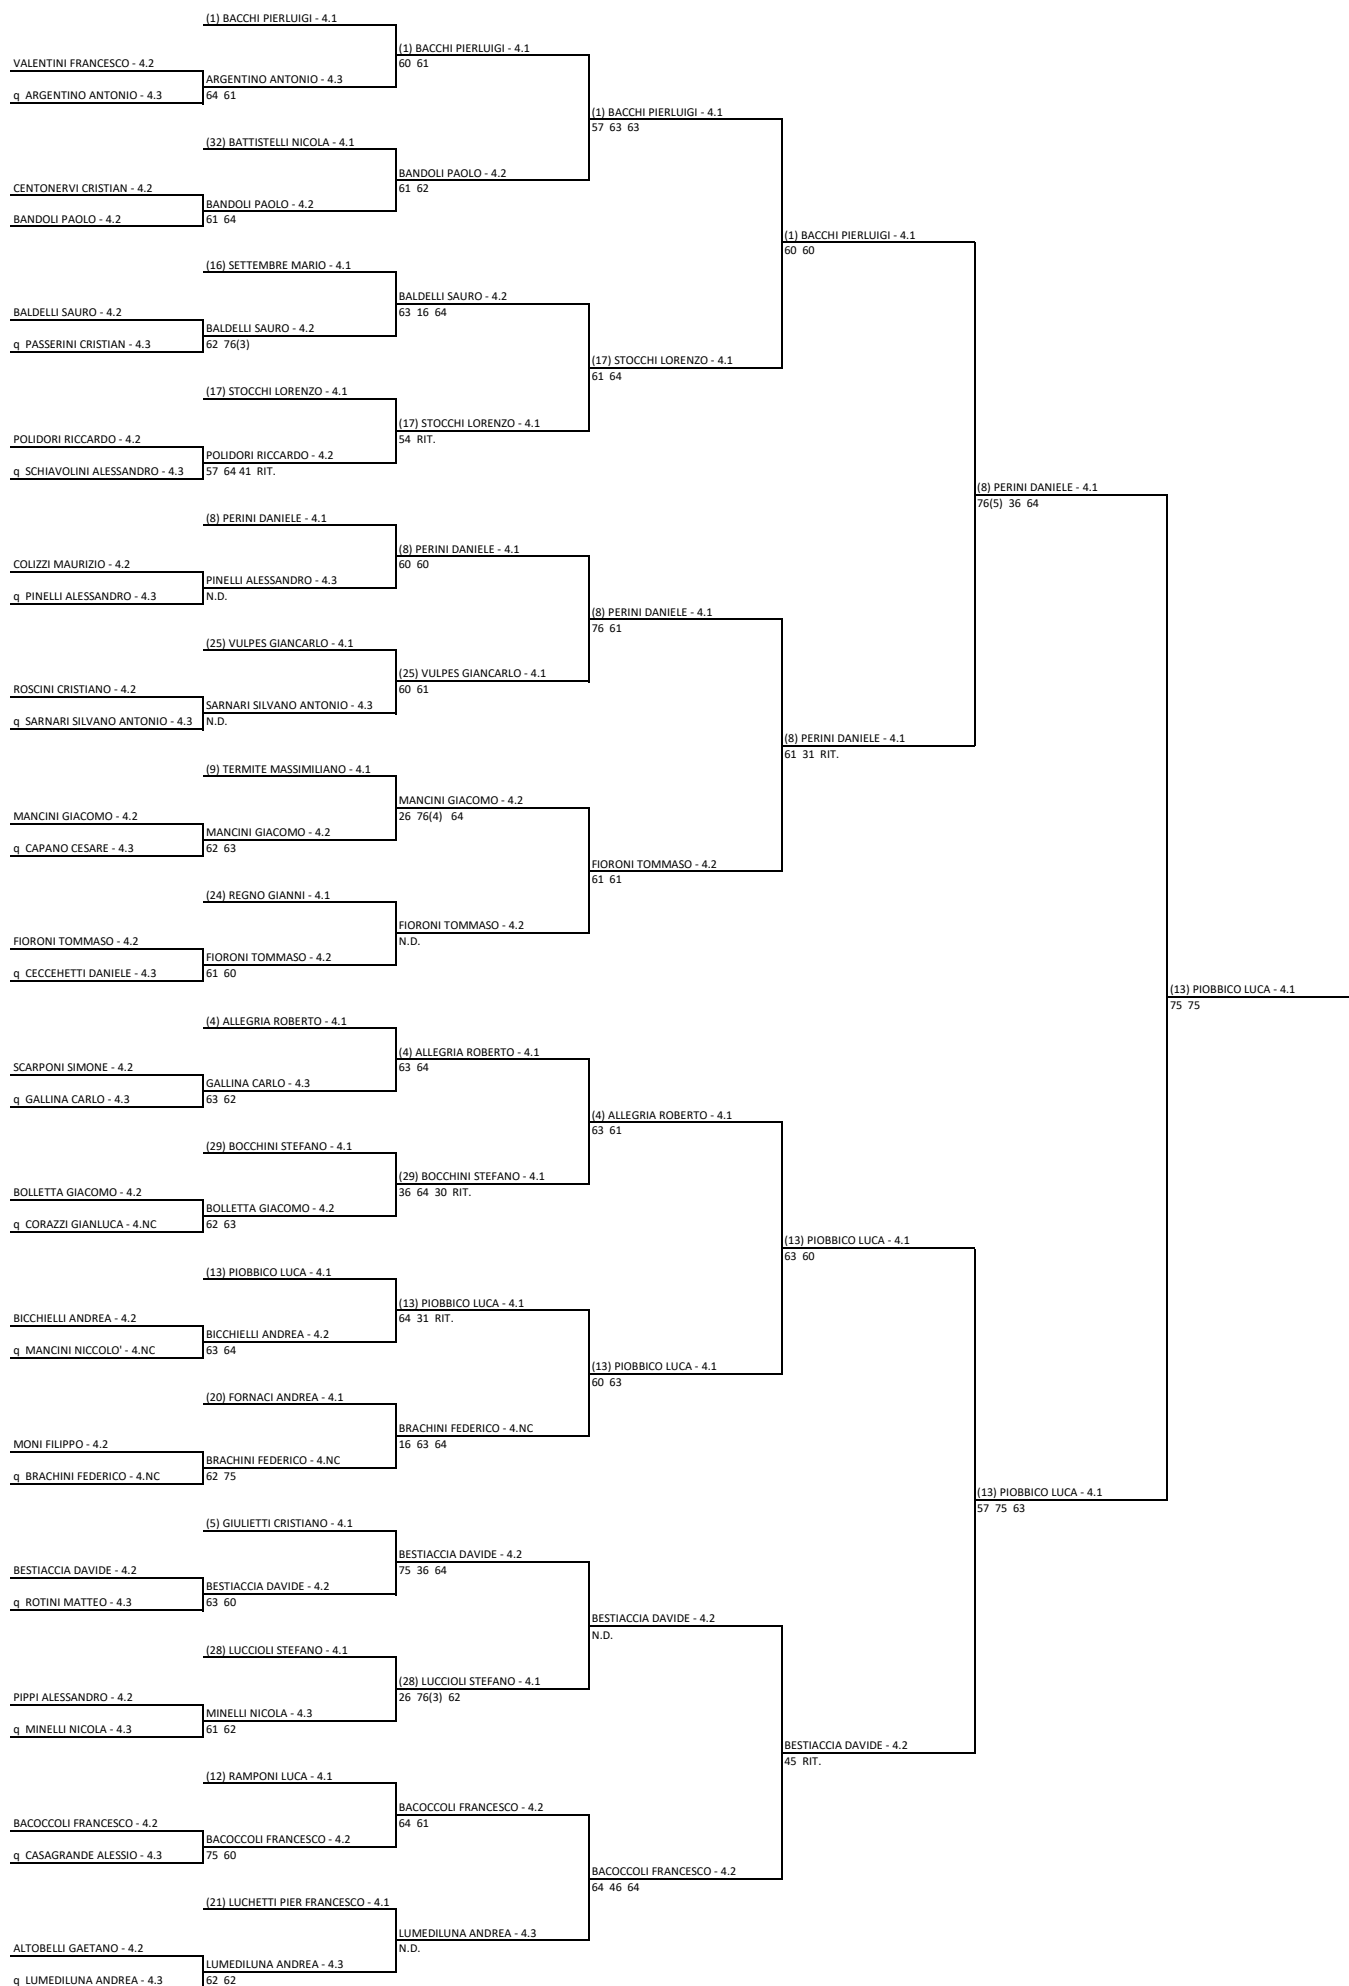 (1) BACCHI PIERLUIGI - 4.1
(1) BACCHI PIERLUIGI - 4.1
VALENTINI FRANCESCO - 4.2
60 61
ARGENTINO ANTONIO - 4.3
q ARGENTINO ANTONIO - 4.3
64 61
(1) BACCHI PIERLUIGI - 4.1
57 63 63
(32) BATTISTELLI NICOLA - 4.1
BANDOLI PAOLO - 4.2
CENTONERVI CRISTIAN - 4.2
61 62
BANDOLI PAOLO - 4.2
BANDOLI PAOLO - 4.2
61 64
(1) BACCHI PIERLUIGI - 4.1
60 60
(16) SETTEMBRE MARIO - 4.1
BALDELLI SAURO - 4.2
BALDELLI SAURO - 4.2
63 16 64
BALDELLI SAURO - 4.2
q PASSERINI CRISTIAN - 4.3
62 76(3)
(17) STOCCHI LORENZO - 4.1
61 64
(17) STOCCHI LORENZO - 4.1
(17) STOCCHI LORENZO - 4.1
POLIDORI RICCARDO - 4.2
54 RIT.
POLIDORI RICCARDO - 4.2
q SCHIAVOLINI ALESSANDRO - 4.3
57 64 41 RIT.
(8) PERINI DANIELE - 4.1
76(5) 36 64
(8) PERINI DANIELE - 4.1
(8) PERINI DANIELE - 4.1
COLIZZI MAURIZIO - 4.2
60 60
PINELLI ALESSANDRO - 4.3
q PINELLI ALESSANDRO - 4.3
N.D.
(8) PERINI DANIELE - 4.1
76 61
(25) VULPES GIANCARLO - 4.1
(25) VULPES GIANCARLO - 4.1
ROSCINI CRISTIANO - 4.2
60 61
SARNARI SILVANO ANTONIO - 4.3
q SARNARI SILVANO ANTONIO - 4.3
N.D.
(8) PERINI DANIELE - 4.1
61 31 RIT.
(9) TERMITE MASSIMILIANO - 4.1
MANCINI GIACOMO - 4.2
MANCINI GIACOMO - 4.2
26 76(4) 64
MANCINI GIACOMO - 4.2
q CAPANO CESARE - 4.3
62 63
FIORONI TOMMASO - 4.2
61 61
(24) REGNO GIANNI - 4.1
FIORONI TOMMASO - 4.2
FIORONI TOMMASO - 4.2
N.D.
FIORONI TOMMASO - 4.2
q CECCEHETTI DANIELE - 4.3
61 60
(13) PIOBBICO LUCA - 4.1
75 75
(4) ALLEGRIA ROBERTO - 4.1
(4) ALLEGRIA ROBERTO - 4.1
SCARPONI SIMONE - 4.2
63 64
GALLINA CARLO - 4.3
q GALLINA CARLO - 4.3
63 62
(4) ALLEGRIA ROBERTO - 4.1
63 61
(29) BOCCHINI STEFANO - 4.1
(29) BOCCHINI STEFANO - 4.1
BOLLETTA GIACOMO - 4.2
36 64 30 RIT.
BOLLETTA GIACOMO - 4.2
q CORAZZI GIANLUCA - 4.NC
62 63
(13) PIOBBICO LUCA - 4.1
63 60
(13) PIOBBICO LUCA - 4.1
(13) PIOBBICO LUCA - 4.1
BICCHIELLI ANDREA - 4.2
64 31 RIT.
BICCHIELLI ANDREA - 4.2
q MANCINI NICCOLO' - 4.NC
63 64
(13) PIOBBICO LUCA - 4.1
60 63
(20) FORNACI ANDREA - 4.1
BRACHINI FEDERICO - 4.NC
MONI FILIPPO - 4.2
16 63 64
BRACHINI FEDERICO - 4.NC
q BRACHINI FEDERICO - 4.NC
62 75
(13) PIOBBICO LUCA - 4.1
57 75 63
(5) GIULIETTI CRISTIANO - 4.1
BESTIACCIA DAVIDE - 4.2
BESTIACCIA DAVIDE - 4.2
75 36 64
BESTIACCIA DAVIDE - 4.2
q ROTINI MATTEO - 4.3
63 60
BESTIACCIA DAVIDE - 4.2
N.D.
(28) LUCCIOLI STEFANO - 4.1
(28) LUCCIOLI STEFANO - 4.1
PIPPI ALESSANDRO - 4.2
26 76(3) 62
MINELLI NICOLA - 4.3
q MINELLI NICOLA - 4.3
61 62
BESTIACCIA DAVIDE - 4.2
45 RIT.
(12) RAMPONI LUCA - 4.1
BACOCCOLI FRANCESCO - 4.2
BACOCCOLI FRANCESCO - 4.2
64 61
BACOCCOLI FRANCESCO - 4.2
q CASAGRANDE ALESSIO - 4.3
75 60
BACOCCOLI FRANCESCO - 4.2
64 46 64
(21) LUCHETTI PIER FRANCESCO - 4.1
LUMEDILUNA ANDREA - 4.3
ALTOBELLI GAETANO - 4.2
N.D.
LUMEDILUNA ANDREA - 4.3
q LUMEDILUNA ANDREA - 4.3
62 62